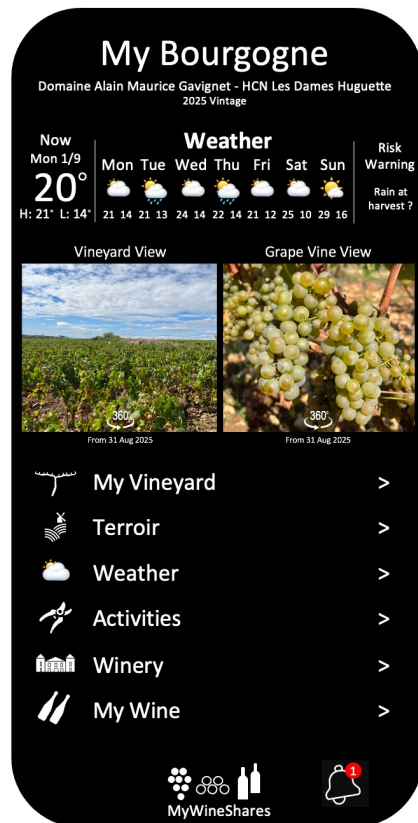 My Bourgogne
Domaine Alain Maurice Gavignet - HCN Les Dames Huguette
2025 Vintage
Now
Mon 1/9
20°
H: 21° L: 14°
Weather
Mon Tue Wed Thu Fri Sat Sun
21 14 21 13 24 14 22 14 21 12 25 10 29 16
Risk
Warning
Rain at
harvest ?
Vineyard View
360°
From 31 Aug 2025
Grape Vine View
360°
From 31 Aug 2025
My Vineyard >
Terroir >
Weather >
Activities >
Winery >
My Wine >
MyWineShares
1